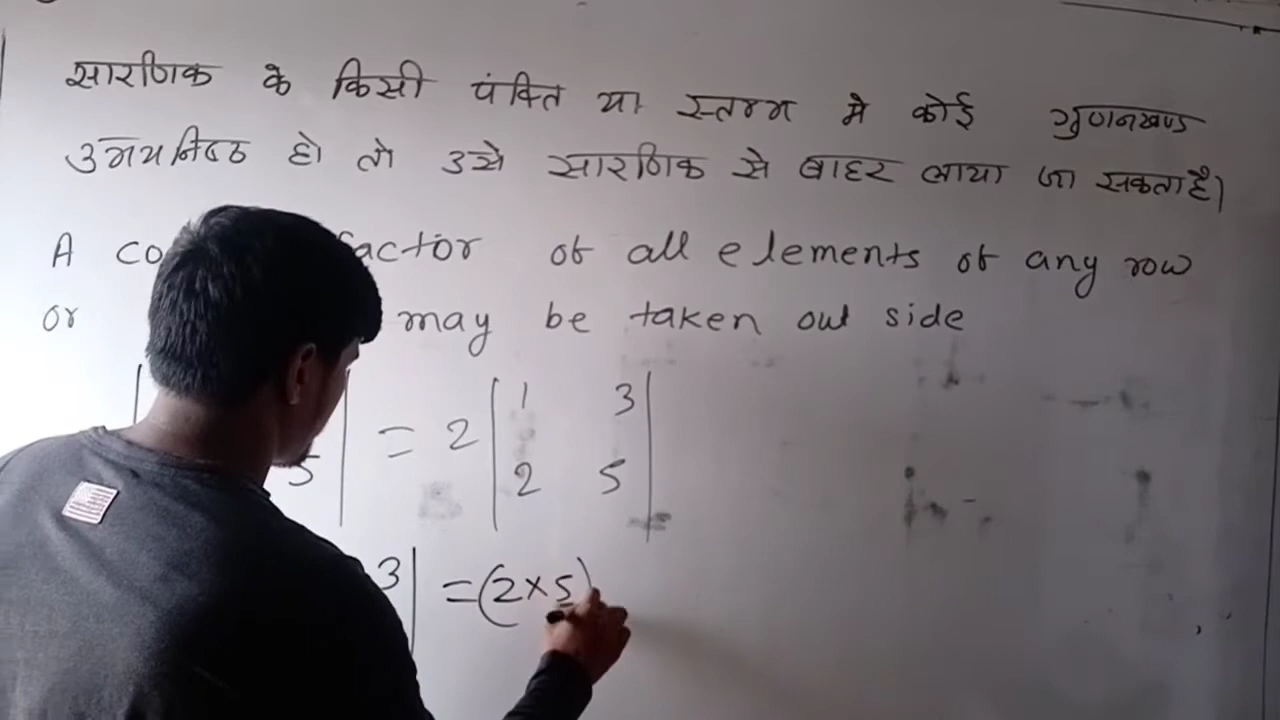 सारणिक के किसी पंक्ति या स्तम्भ मे कोई गुणनखण्ड
उभयनिष्ठ हो तो उसे सारणिक से बाहर लाया जा सकता है।
A co factor of all elements of any row
or may be taken out side
| | = 2 | 1 3 |
5 2 5
3 | = (2×5)